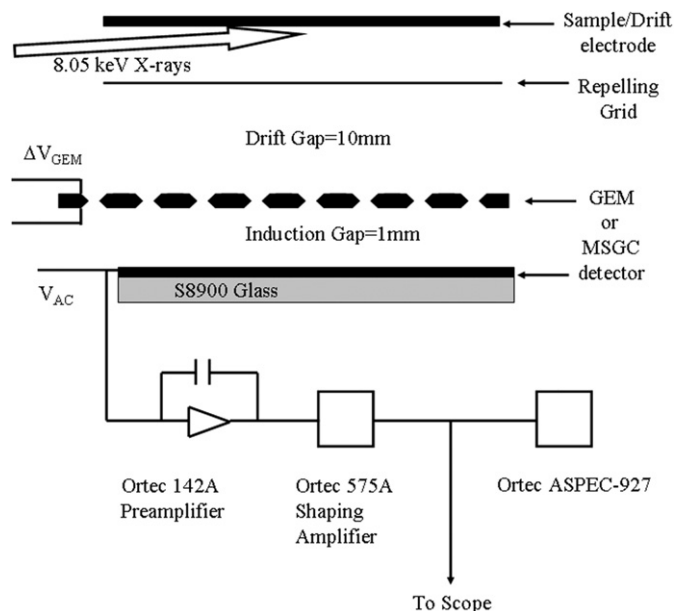 Sample/Drift
electrode
8.05 keV X-rays
Repelling
Grid
Drift Gap=10mm
ΔV_GEM
GEM
or
MSGC
detector
Induction Gap=1mm
V_AC
S8900 Glass
Ortec 142A
Preamplifier
Ortec 575A
Shaping
Amplifier
Ortec ASPEC-927
To Scope